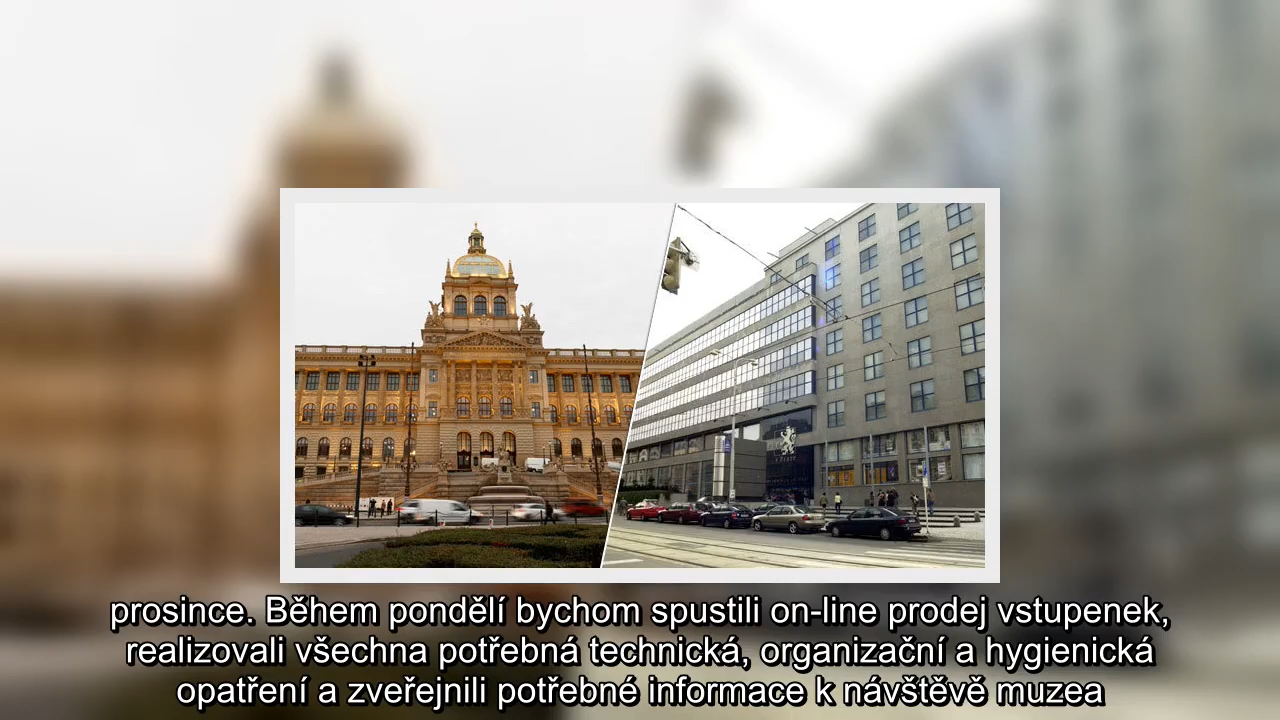 prosince. Během pondělí bychom spustili on-line prodej vstupenek,
realizovali všechna potřebná technická, organizační a hygienická
opatření a zveřejnili potřebné informace k návštěvě muzea